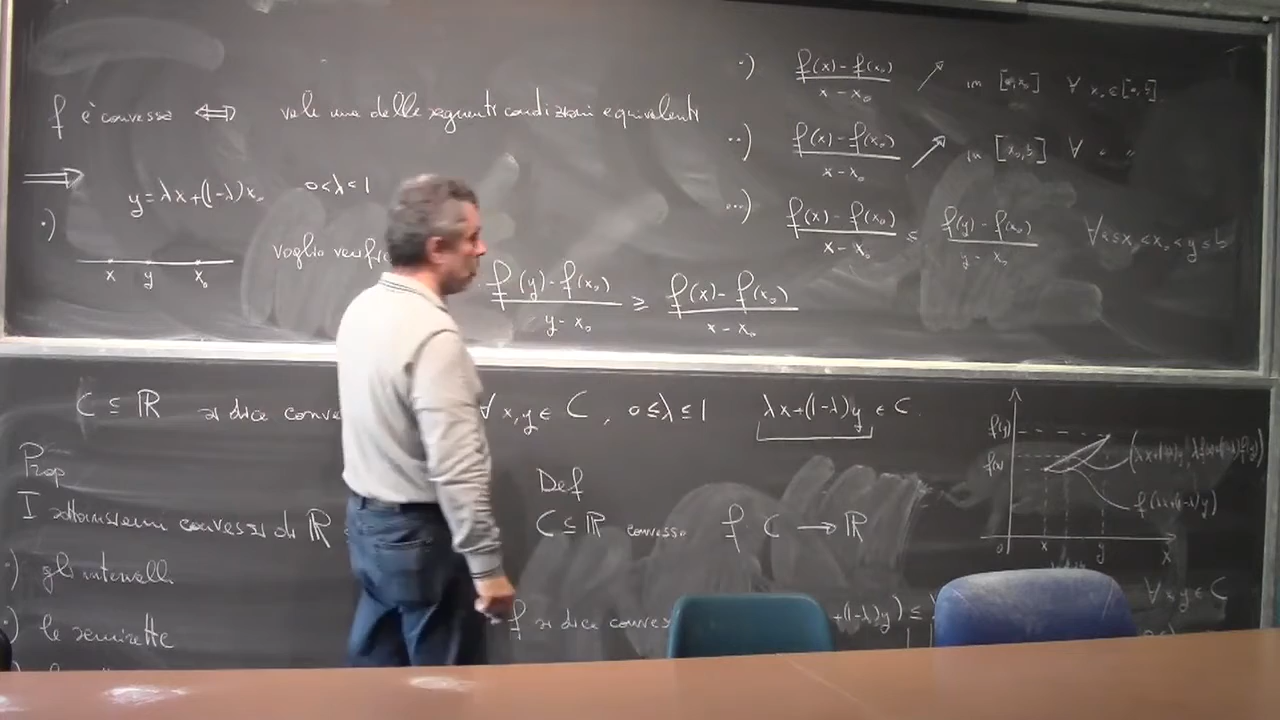 f è convessa ⟺ vale una delle seguenti condizioni equivalenti
⟹ y = λx+(1-λ)x₀ 0<λ<1
·)
x y x₀
voglio verifi
(f(y) - f(x₀))/(y - x₀) ≥ (f(x) - f(x₀))/(x - x₀)
·) (f(x) - f(x₀))/(x - x₀) ↗ in [a,x₀] ∀ x₀∈[a,b].
··) (f(x) - f(x₀))/(x - x₀) ↗ in [x₀,b] ∀ " "
···) (f(x) - f(x₀))/(x - x₀) ≤ (f(y) - f(x₀))/(y - x₀) ∀ a≤x<x₀<y≤b
C ⊆ ℝ si dice conve ∀ x,y ∈ C , 0≤λ≤1 λx+(1-λ)y ∈ C.
Prop
I sottoinsiemi convessi di ℝ
·) gli intervalli
·) le semirette
Def
C ⊆ ℝ convesso f C → ℝ
f si dice convess +(1-λ)y) ≤
∀x,y ∈ C
f(y)
f(x)
(λx+(1-λ)y, λf(x)+(1-λ)f(y))
f(λx+(1-λ)y)
0 x y x